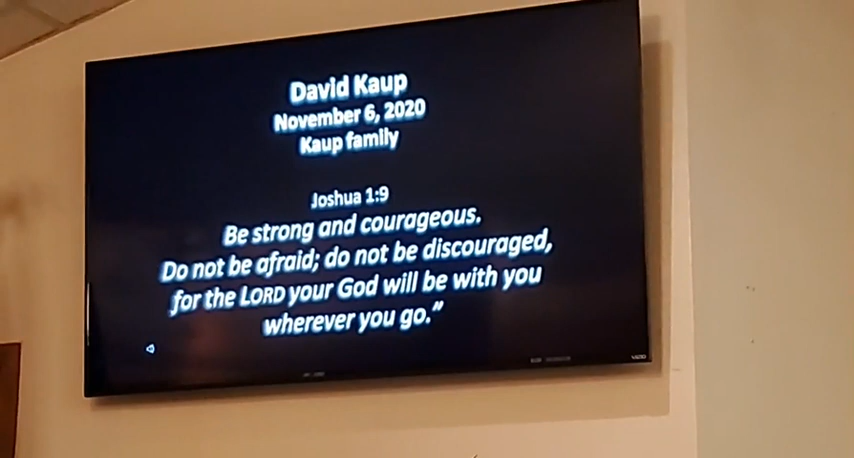 David Kaup
November 6, 2020
Kaup family
Joshua 1:9
Be strong and courageous.
Do not be afraid; do not be discouraged,
for the LORD your God will be with you
wherever you go.”
VIZIO